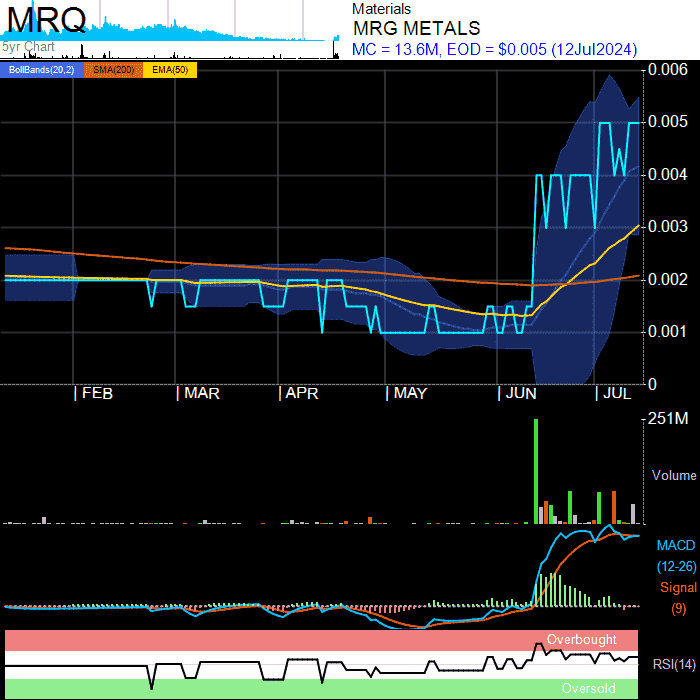 MRQ
5yr Chart
Materials
MRG METALS
MC = 13.6M, EOD = $0.005 (12Jul2024)
BollBands(20,2) SMA(200) EMA(50)
0.006
0.005
0.004
0.003
0.002
0.001
0
| FEB | MAR | APR | MAY | JUN | JUL
251M
Volume
MACD
(12-26)
Signal
(9)
Overbought
RSI(14)
Oversold